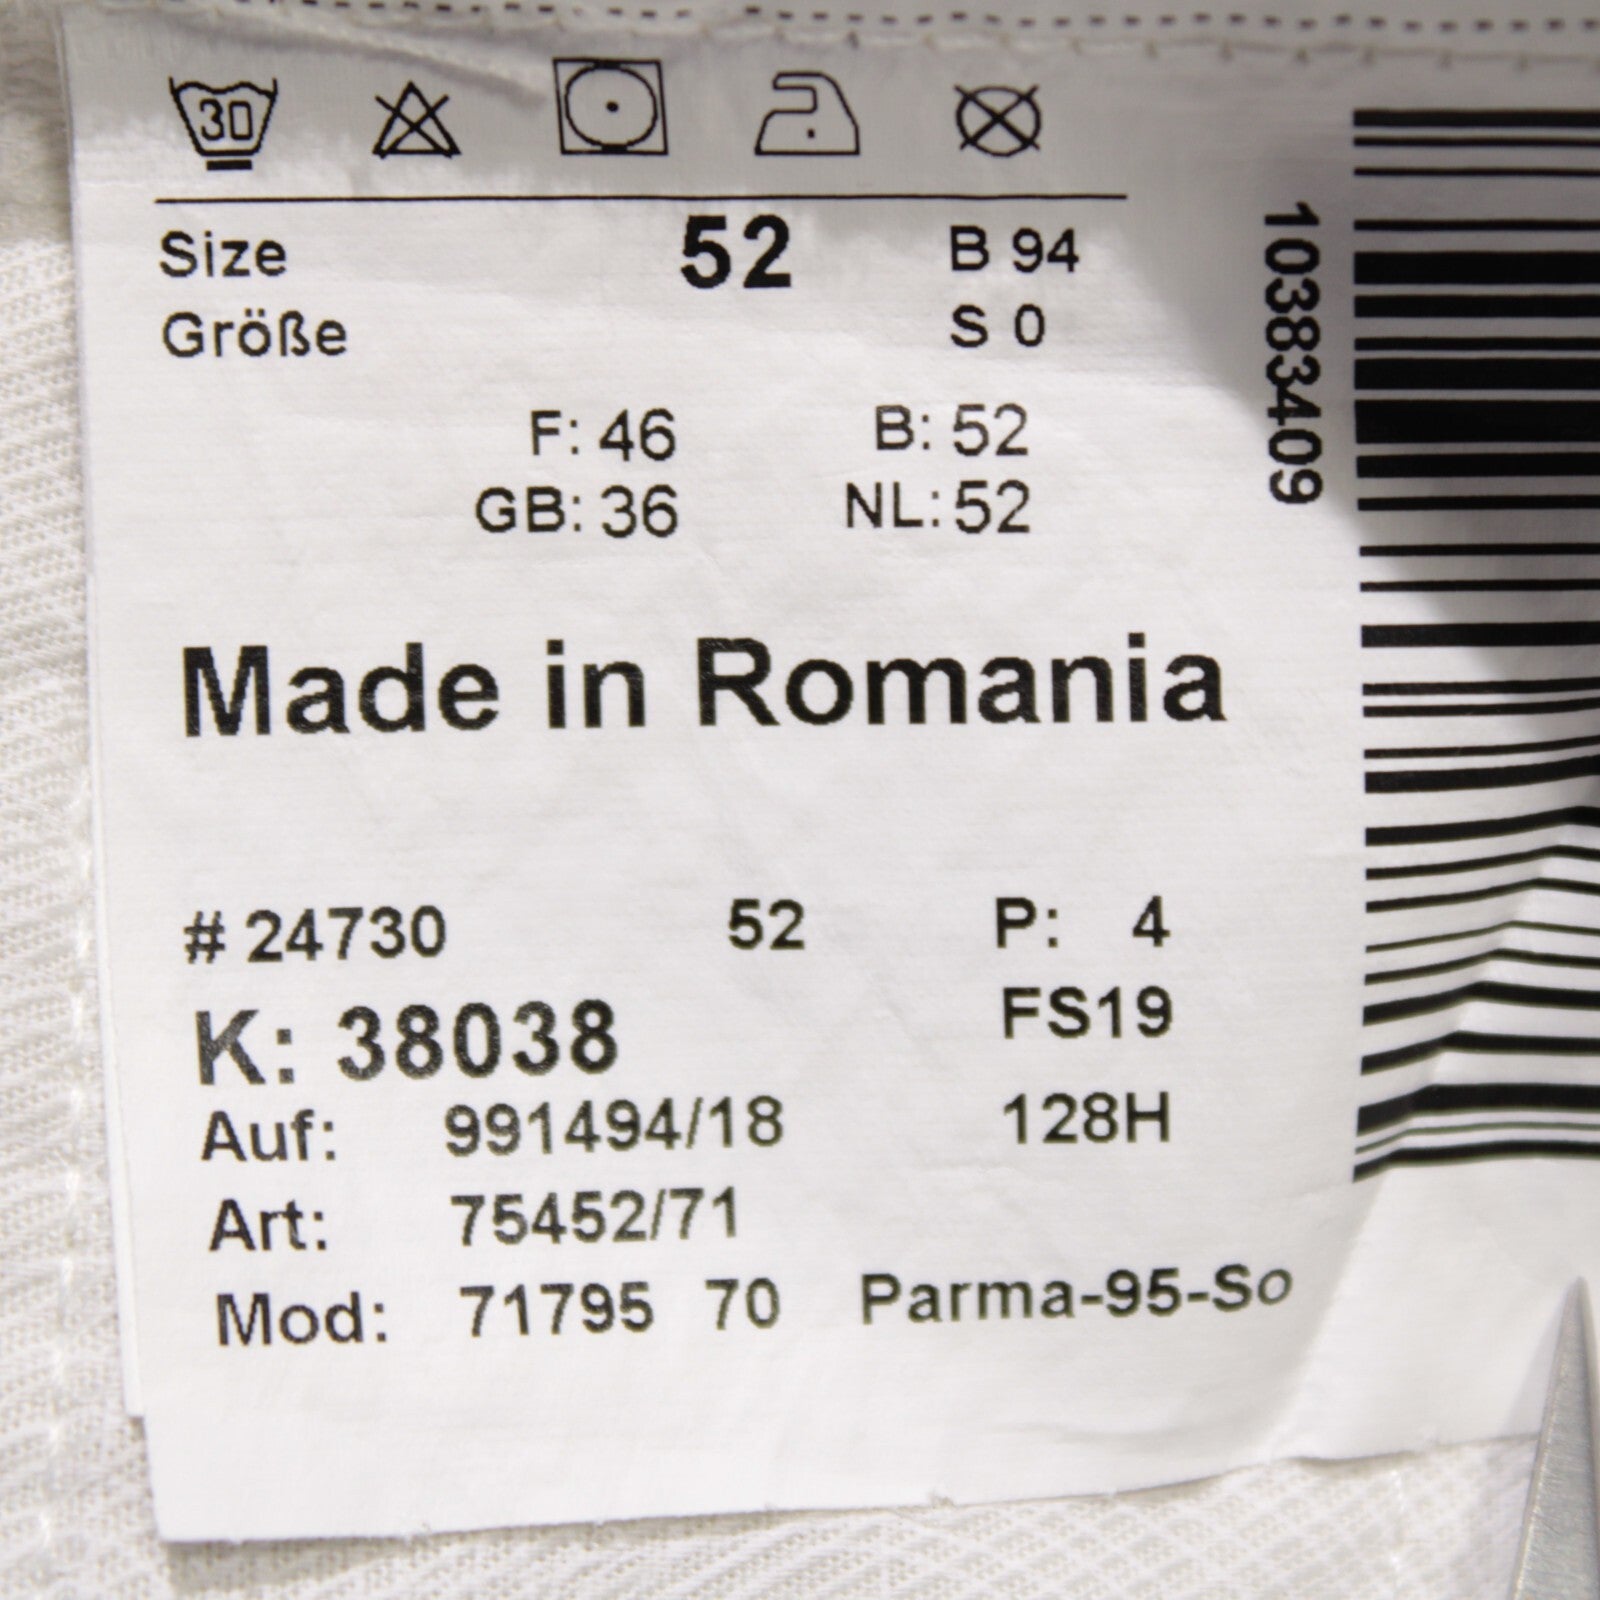 30
Size 52 B 94
Größe S 0
F: 46 B: 52
GB: 36 NL: 52
Made in Romania
# 24730 52 P: 4
K: 38038 FS19
Auf: 991494/18 128H
Art: 75452/71
Mod: 71795 70 Parma-95-So
10383409